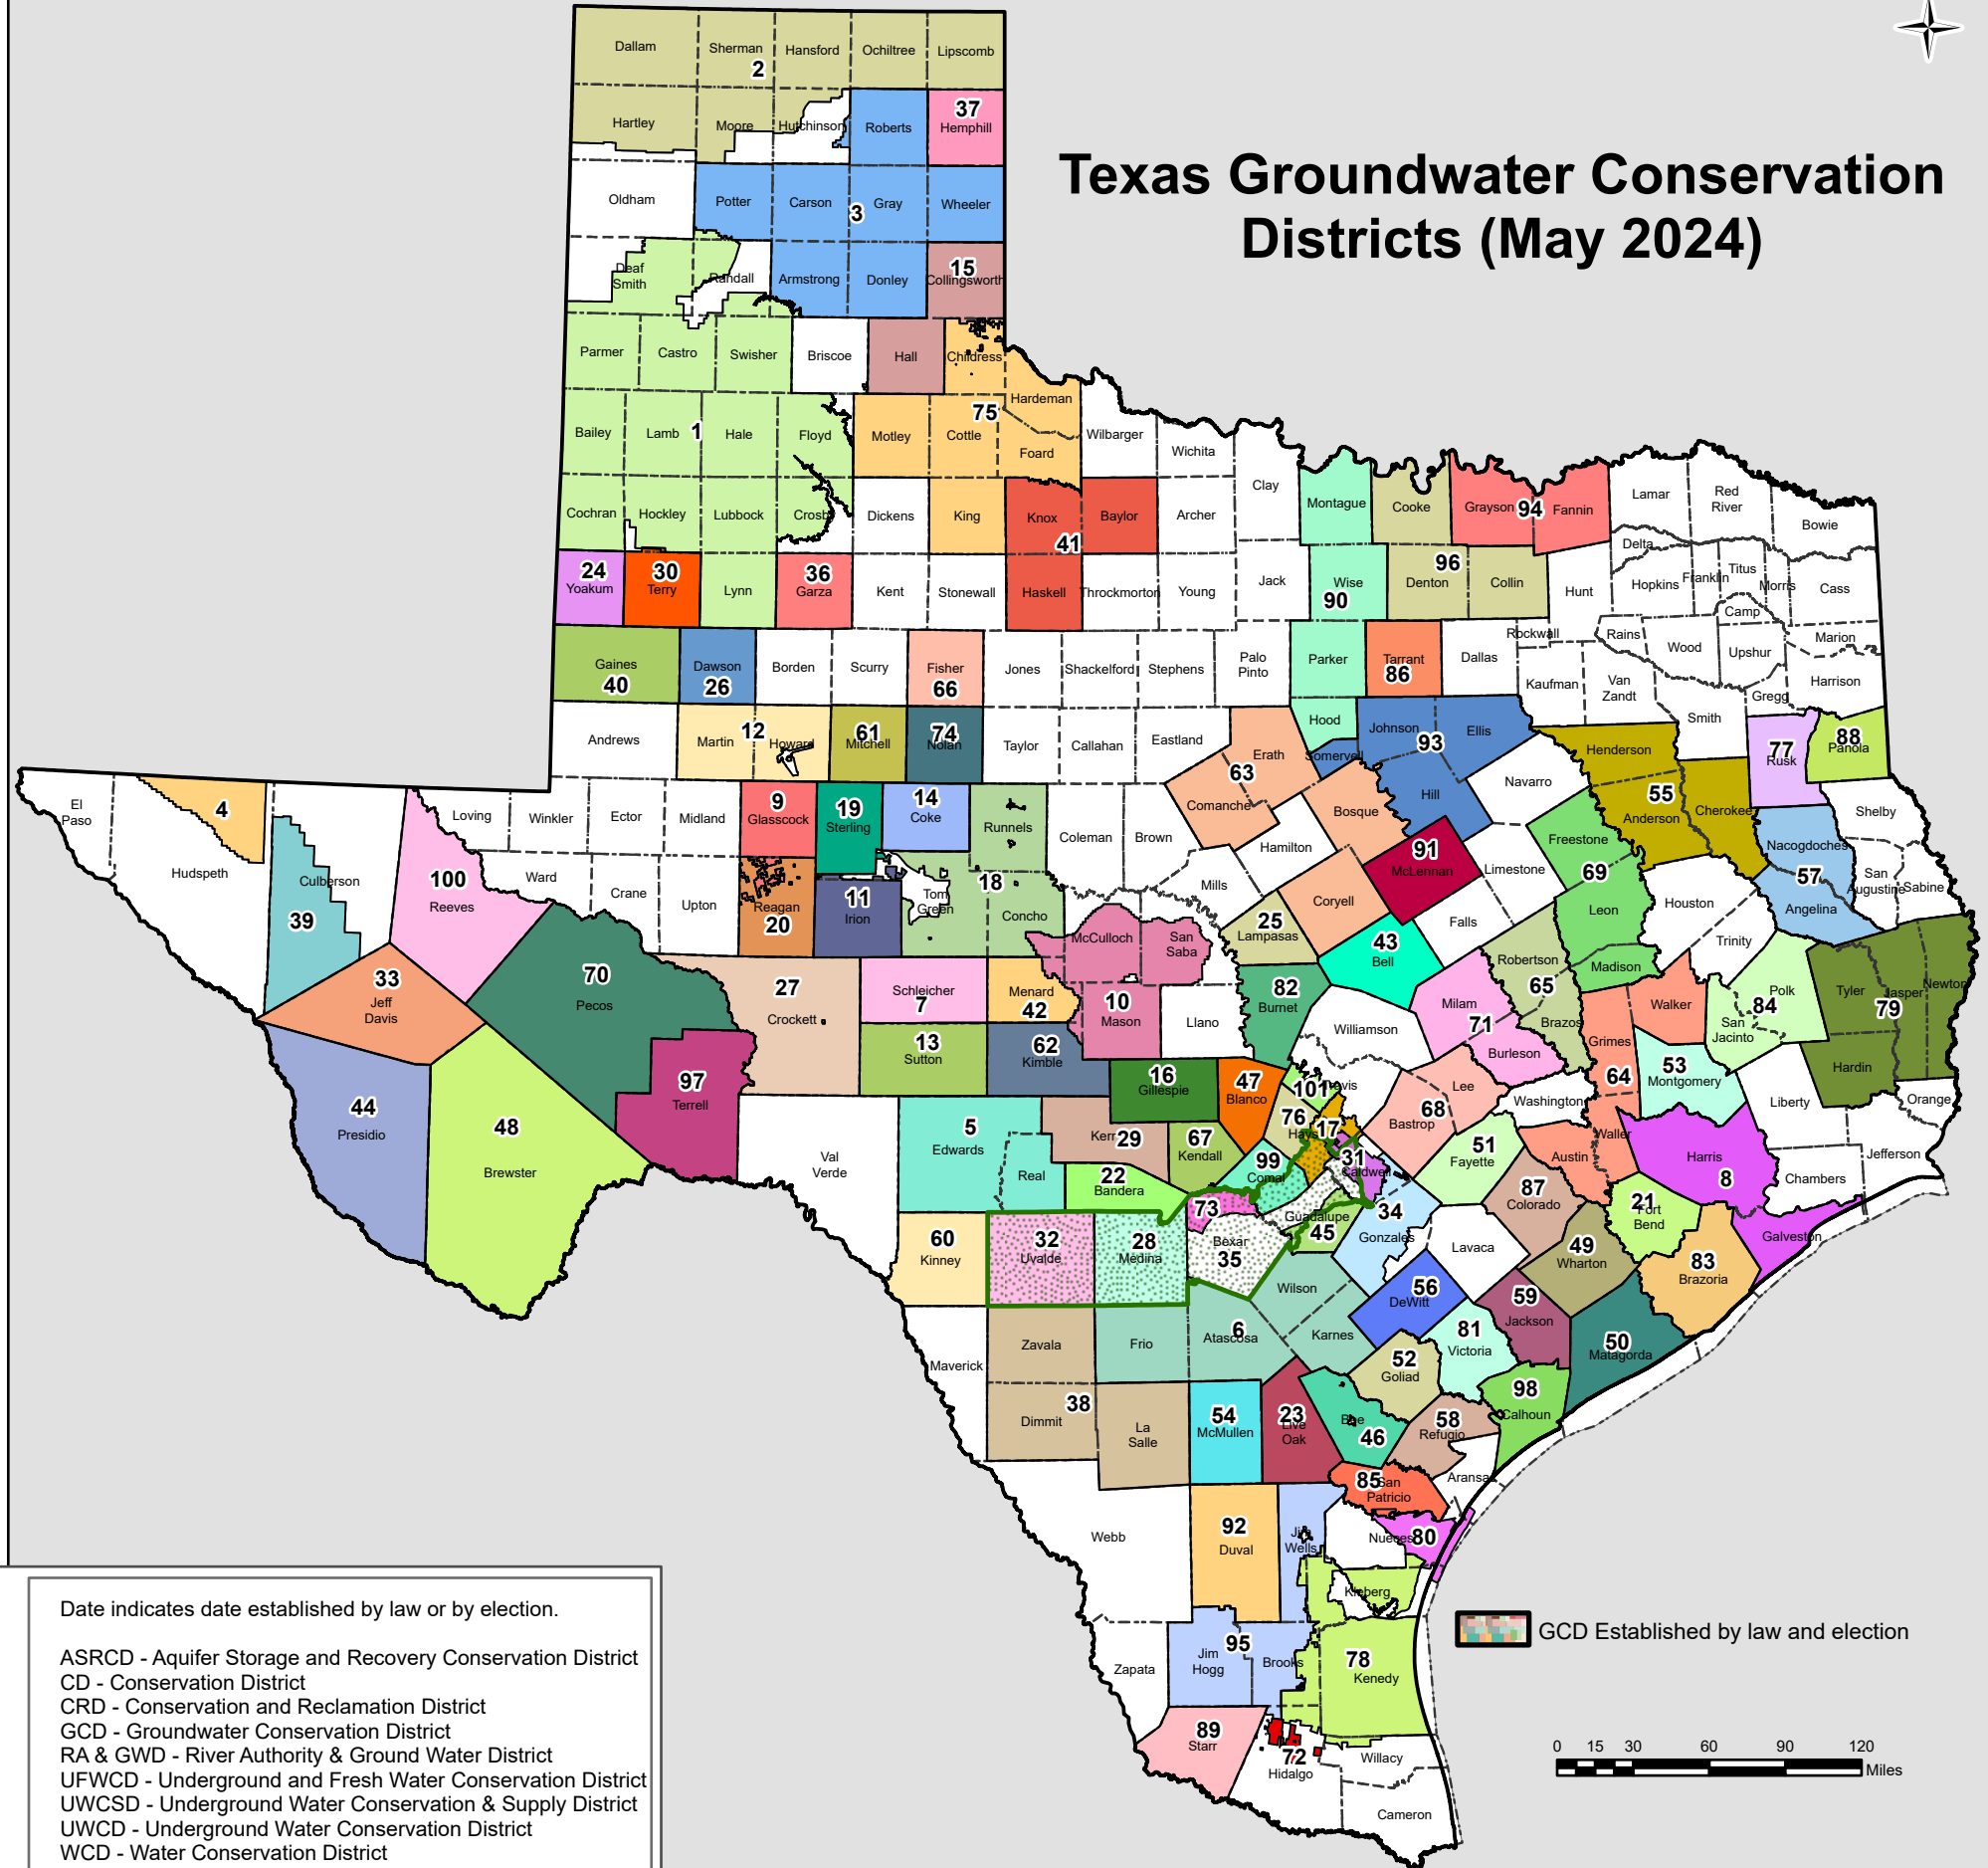 Texas Groundwater Conservation
Districts (May 2024)
Dallam
Sherman
Hansford
Ochiltree
Lipscomb
2
Hartley
Moore
Hutchinson
Roberts
37
Hemphill
Oldham
Potter
Carson
3
Gray
Wheeler
Deaf
Smith
Randall
Armstrong
Donley
15
Collingsworth
Parmer
Castro
Swisher
Briscoe
Hall
Childress
Hardeman
Bailey
Lamb
1
Hale
Floyd
Motley
75
Cottle
Foard
Wilbarger
Wichita
Clay
Montague
Cooke
Grayson
94
Fannin
Lamar
Red
River
Bowie
Cochran
Hockley
Lubbock
Crosby
Dickens
King
Knox
Baylor
41
Archer
Delta
24
Yoakum
30
Terry
Lynn
36
Garza
Kent
Stonewall
Haskell
Throckmorton
Young
Jack
Wise
90
Denton
96
Collin
Hunt
Hopkins
Franklin
Titus
Morris
Cass
Camp
Gaines
40
Dawson
26
Borden
Scurry
Fisher
66
Jones
Shackelford
Stephens
Palo
Pinto
Parker
Tarrant
86
Dallas
Rockwall
Rains
Wood
Upshur
Marion
Harrison
Kaufman
Van
Zandt
Gregg
Smith
Andrews
Martin
12
Howard
61
Mitchell
74
Nolan
Taylor
Callahan
Eastland
Erath
63
Comanche
Hood
Somervell
Johnson
93
Ellis
Hill
Navarro
Henderson
55
Anderson
Cherokee
77
Rusk
88
Panola
Shelby
El
Paso
4
Hudspeth
Culberson
39
100
Reeves
Loving
Winkler
Ector
Midland
9
Glasscock
19
Sterling
14
Coke
Runnels
Coleman
Brown
Hamilton
Bosque
91
McLennan
Limestone
Freestone
69
Leon
Nacogdoches
57
Angelina
San
Augustine
Sabine
Ward
Crane
Upton
Reagan
20
11
Irion
Tom
Green
18
Concho
Mills
25
Lampasas
Coryell
Falls
Houston
Trinity
McCulloch
San
Saba
43
Bell
Robertson
65
Brazos
Madison
Walker
Polk
84
San
Jacinto
Tyler
Jasper
79
Newton
Hardin
33
Jeff
Davis
70
Pecos
27
Crockett
Schleicher
7
Menard
42
10
Mason
Llano
82
Burnet
Williamson
Milam
71
Burleson
Grimes
64
53
Montgomery
Liberty
Orange
44
Presidio
48
Brewster
97
Terrell
13
Sutton
62
Kimble
16
Gillespie
47
Blanco
101
Travis
Lee
68
Bastrop
Washington
Waller
Harris
8
Jefferson
Chambers
Val
Verde
5
Edwards
Real
Kerr
29
67
Kendall
76
Hays
17
31
Caldwell
51
Fayette
Austin
22
Bandera
99
Comal
73
Guadalupe
45
34
Gonzales
Lavaca
87
Colorado
21
Fort
Bend
Galveston
60
Kinney
32
Uvalde
28
Medina
Bexar
35
Wilson
56
DeWitt
49
Wharton
83
Brazoria
Maverick
Zavala
Frio
6
Atascosa
Karnes
52
Goliad
81
Victoria
59
Jackson
50
Matagorda
Dimmit
38
La
Salle
54
McMullen
23
Live
Oak
Bee
46
58
Refugio
98
Calhoun
Aransas
85
San
Patricio
Webb
92
Duval
Jim
Wells
Nueces
80
Kleberg
Zapata
Jim
Hogg
95
Brooks
78
Kenedy
89
Starr
72
Hidalgo
Willacy
Cameron
GCD Established by law and election
0 15 30 60 90 120
Miles
Date indicates date established by law or by election.
ASRCD - Aquifer Storage and Recovery Conservation District
CD - Conservation District
CRD - Conservation and Reclamation District
GCD - Groundwater Conservation District
RA & GWD - River Authority & Ground Water District
UFWCD - Underground and Fresh Water Conservation District
UWCSD - Underground Water Conservation & Supply District
UWCD - Underground Water Conservation District
WCD - Water Conservation District